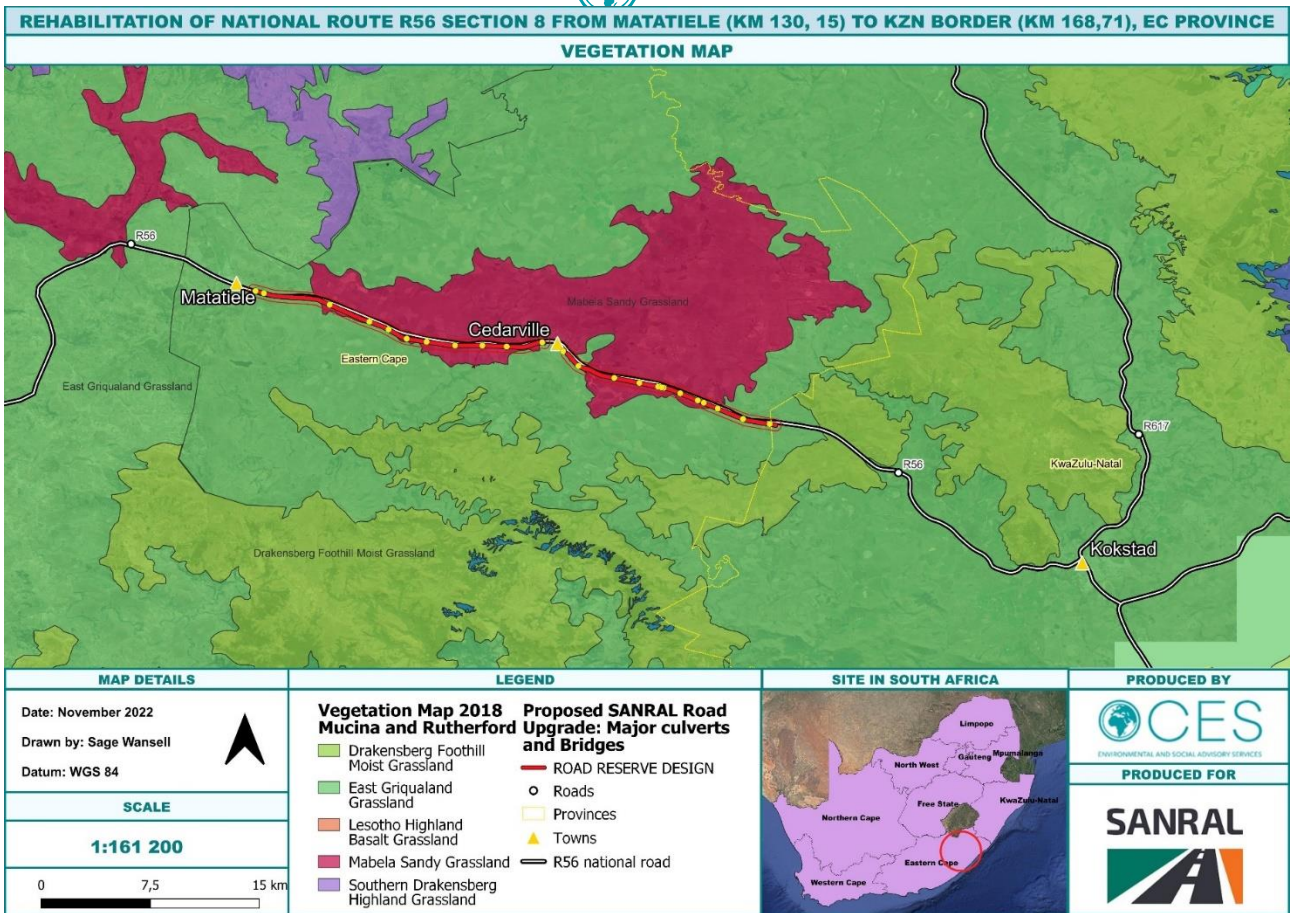 REHABILITATION OF NATIONAL ROUTE R56 SECTION 8 FROM MATATIELE (KM 130, 15) TO KZN BORDER (KM 168,71), EC PROVINCE
VEGETATION MAP
R56
Matatiele
Mabela Sandy Grassland
Cedarville
Eastern Cape
East Griqualand Grassland
R617
R56
KwaZulu-Natal
Drakensberg Foothill Moist Grassland
Kokstad
MAP DETAILS
Date: November 2022
Drawn by: Sage Wansell
Datum: WGS 84
SCALE
1:161 200
0 7,5 15 km
LEGEND
Vegetation Map 2018
Mucina and Rutherford
Drakensberg Foothill
Moist Grassland
East Griqualand
Grassland
Lesotho Highland
Basalt Grassland
Mabela Sandy Grassland
Southern Drakensberg
Highland Grassland
Proposed SANRAL Road
Upgrade: Major culverts
and Bridges
ROAD RESERVE DESIGN
Roads
Provinces
Towns
R56 national road
SITE IN SOUTH AFRICA
Limpopo
Mpumalanga
Gauteng
North West
Free State
KwaZulu-Natal
Northern Cape
Eastern Cape
Western Cape
PRODUCED BY
CES
ENVIRONMENTAL AND SOCIAL ADVISORY SERVICES
PRODUCED FOR
SANRAL